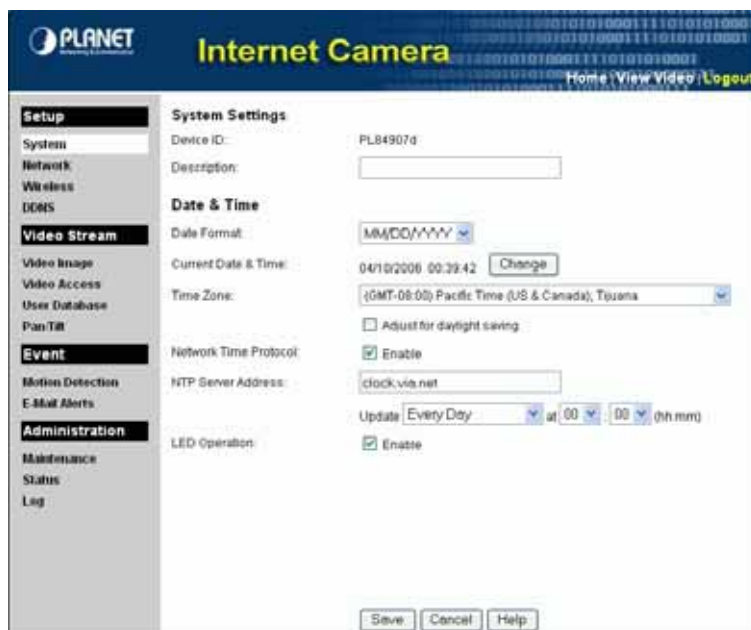 PLANET
Networking & Communication
Internet Camera
Home | View Video | Logout
Setup
System
Network
Wireless
DDNS
Video Stream
Video Image
Video Access
User Database
Pan/Tilt
Event
Motion Detection
E-Mail Alerts
Administration
Maintenance
Status
Log
System Settings
Device ID: PL84907d
Description:
Date & Time
Date Format: MM/DD/YYYY
Current Date & Time: 04/10/2006 00:39:42 Change
Time Zone: (GMT-08:00) Pacific Time (US & Canada); Tijuana
Adjust for daylight saving
Network Time Protocol: Enable
NTP Server Address: clock.via.net
Update Every Day at 00 : 00 (hh:mm)
LED Operation: Enable
Save Cancel Help